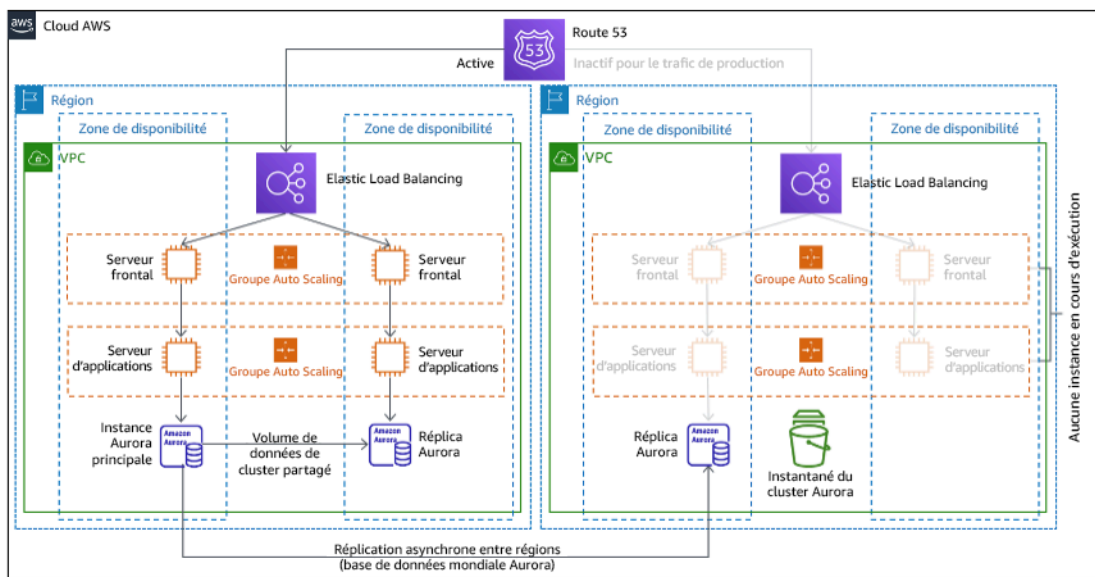 aws
Cloud AWS
53
Route 53
Active
Inactif pour le trafic de production
Région
Zone de disponibilité
Zone de disponibilité
VPC
Elastic Load Balancing
Serveur
frontal
Groupe Auto Scaling
Serveur
frontal
Serveur
d'applications
Groupe Auto Scaling
Serveur
d'applications
Instance
Aurora
principale
Amazon
Aurora
Volume de
données de
cluster partagé
Amazon
Aurora
Réplica
Aurora
Région
Zone de disponibilité
Zone de disponibilité
VPC
Elastic Load Balancing
Serveur
frontal
Groupe Auto Scaling
Serveur
frontal
Serveur
d'applications
Groupe Auto Scaling
Serveur
d'applications
Réplica
Aurora
Amazon
Aurora
Instantané du
cluster Aurora
Aucune instance en cours d'exécution
Réplication asynchrone entre régions
(base de données mondiale Aurora)